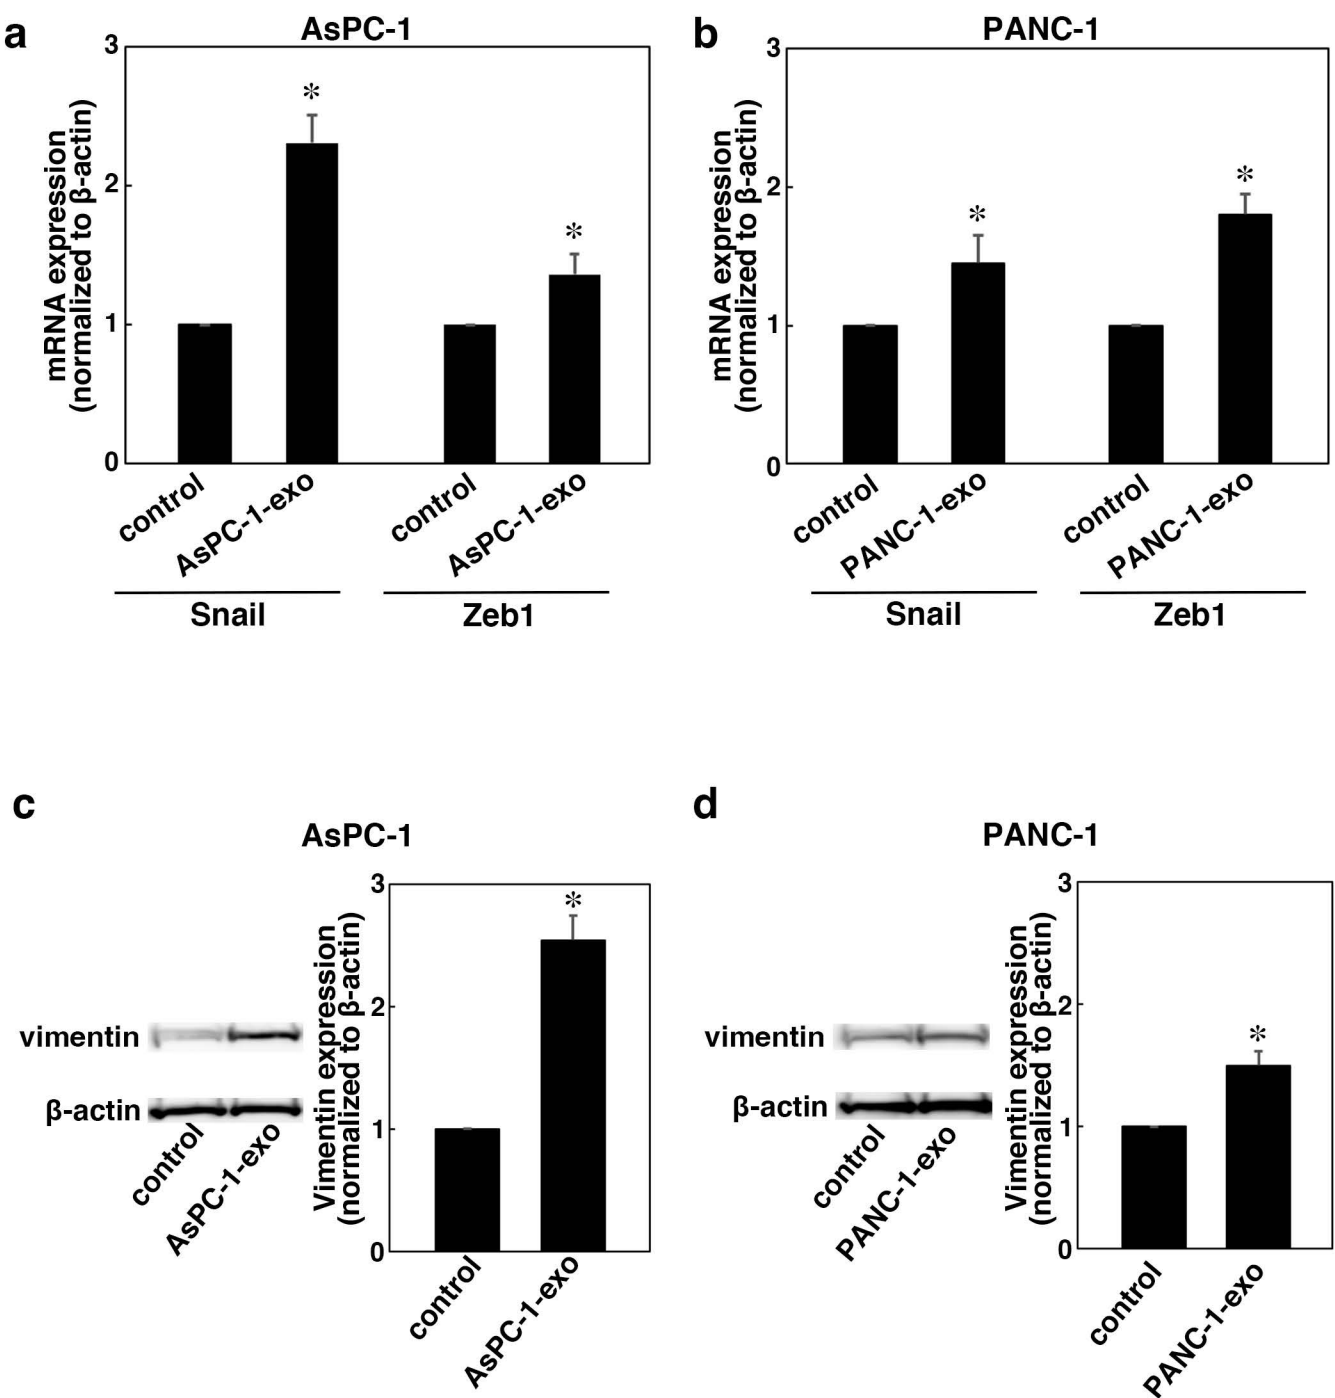 a
AsPC-1
3
2
1
0
mRNA expression
(normalized to β-actin)
*
*
control
AsPC-1-exo
control
AsPC-1-exo
Snail
Zeb1
b
PANC-1
3
2
1
0
mRNA expression
(normalized to β-actin)
*
*
control
PANC-1-exo
control
PANC-1-exo
Snail
Zeb1
c
AsPC-1
vimentin
β-actin
control
AsPC-1-exo
3
2
1
0
Vimentin expression
(normalized to β-actin)
*
control
AsPC-1-exo
d
PANC-1
vimentin
β-actin
control
PANC-1-exo
3
2
1
0
Vimentin expression
(normalized to β-actin)
*
control
PANC-1-exo